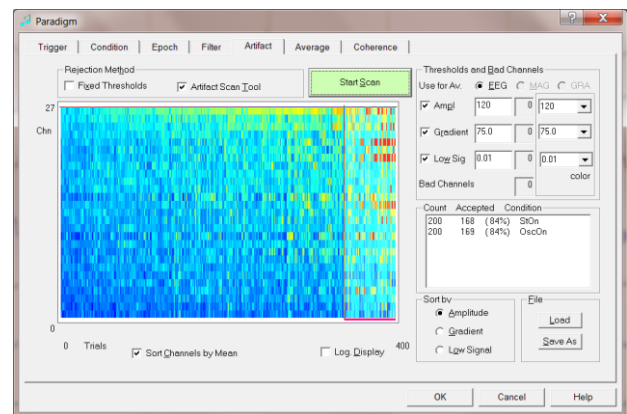 Paradigm
Trigger Condition Epoch Filter Artifact Average Coherence
Rejection Method
Fixed Thresholds Artifact Scan Tool
Start Scan
27
Chn
0
0 Trials 400
Sort Channels by Mean Log. Display
Thresholds and Bad Channels
Use for Av. EEG MAG GRA
Ampl 120 0 120
Gradient 75.0 0 75.0
Low Sig 0.01 0 0.01
Bad Channels 0 color
Count Accepted Condition
200 168 (84%) StOn
200 169 (84%) OscOn
Sort by
Amplitude
Gradient
Low Signal
File
Load
Save As
OK Cancel Help